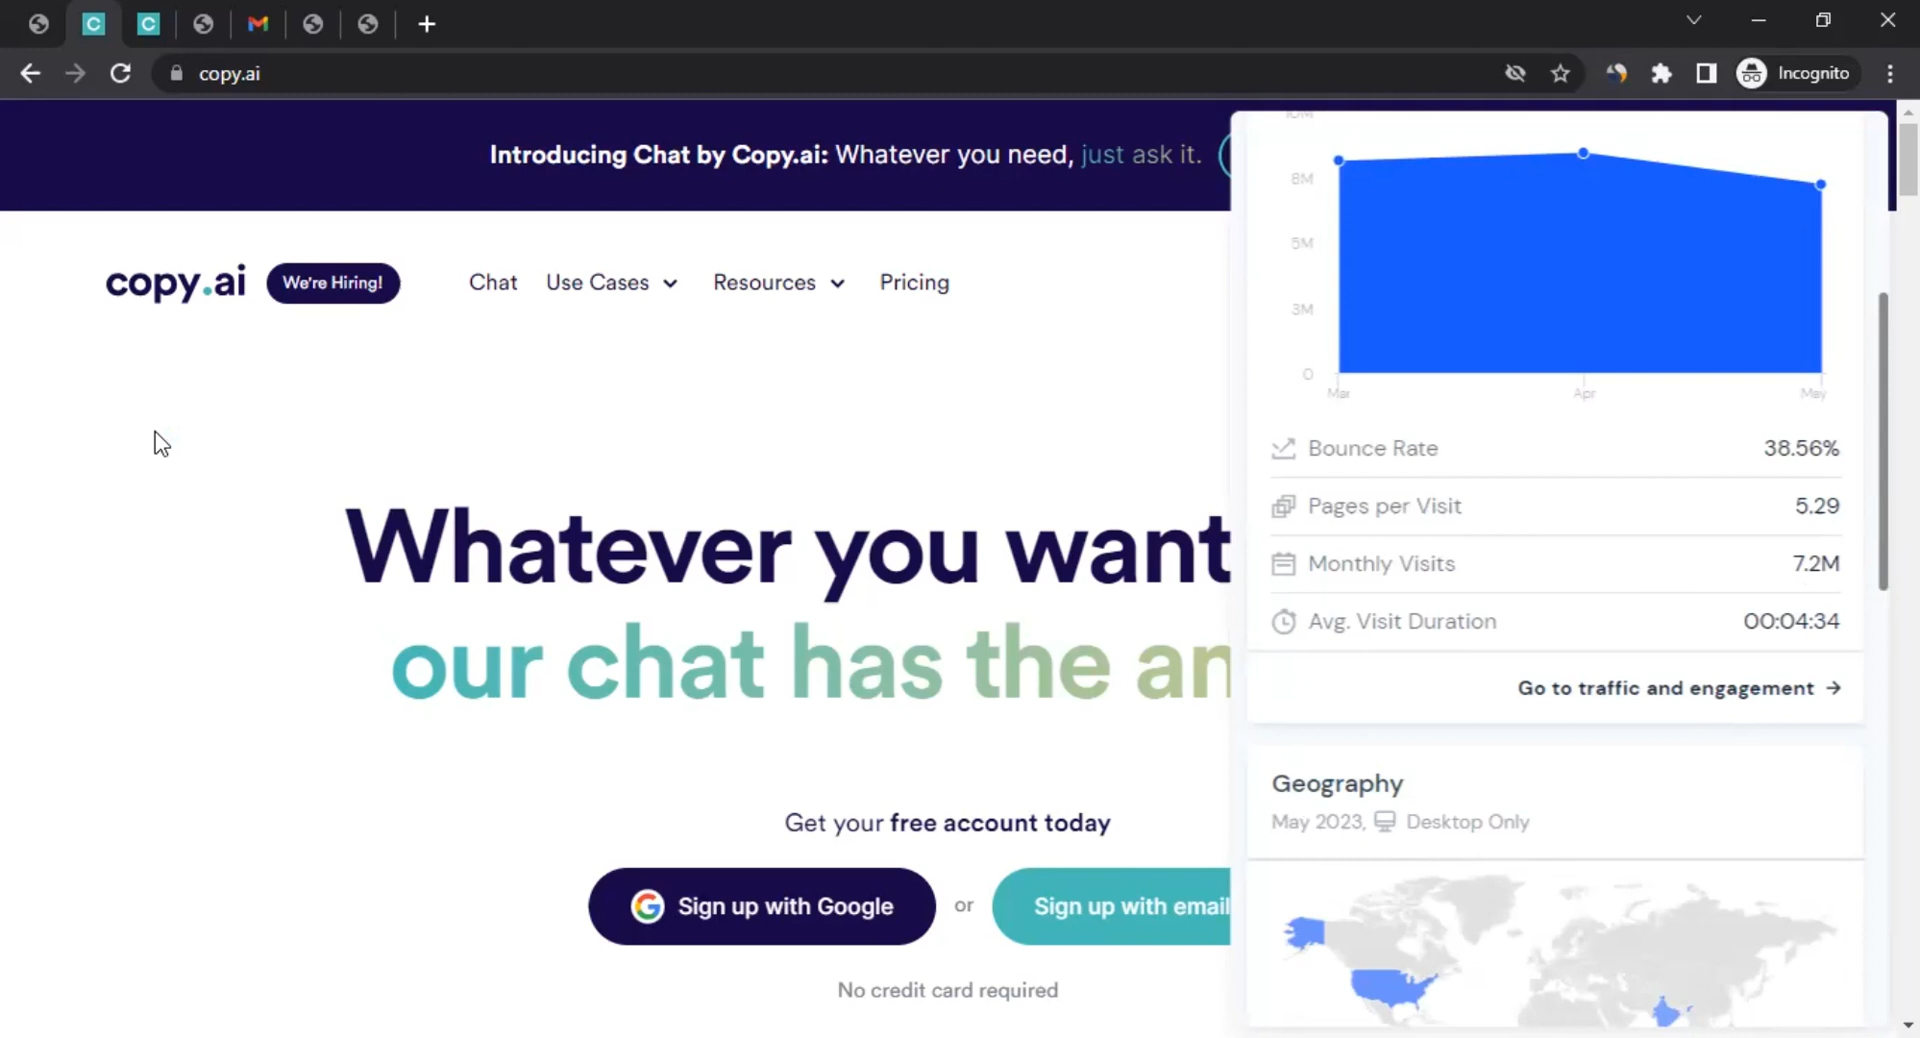 copy.ai
Incognito
Introducing Chat by Copy.ai: Whatever you need, just ask it.
copy.ai
We're Hiring!
Chat
Use Cases
Resources
Pricing
Whatever you want
our chat has the an
Get your free account today
Sign up with Google
or
Sign up with email
No credit card required
10M
8M
5M
3M
0
Mar
Apr
May
Bounce Rate 38.56%
Pages per Visit 5.29
Monthly Visits 7.2M
Avg. Visit Duration 00:04:34
Go to traffic and engagement →
Geography
May 2023, Desktop Only